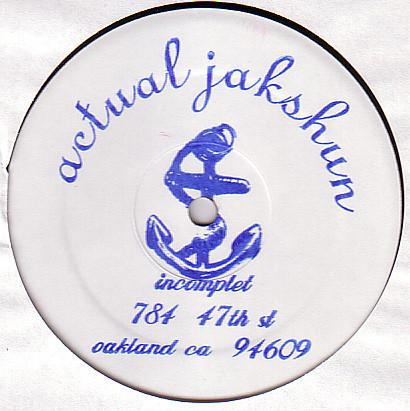 actual jakshun
incomplet
784 47th st
oakland ca 94609